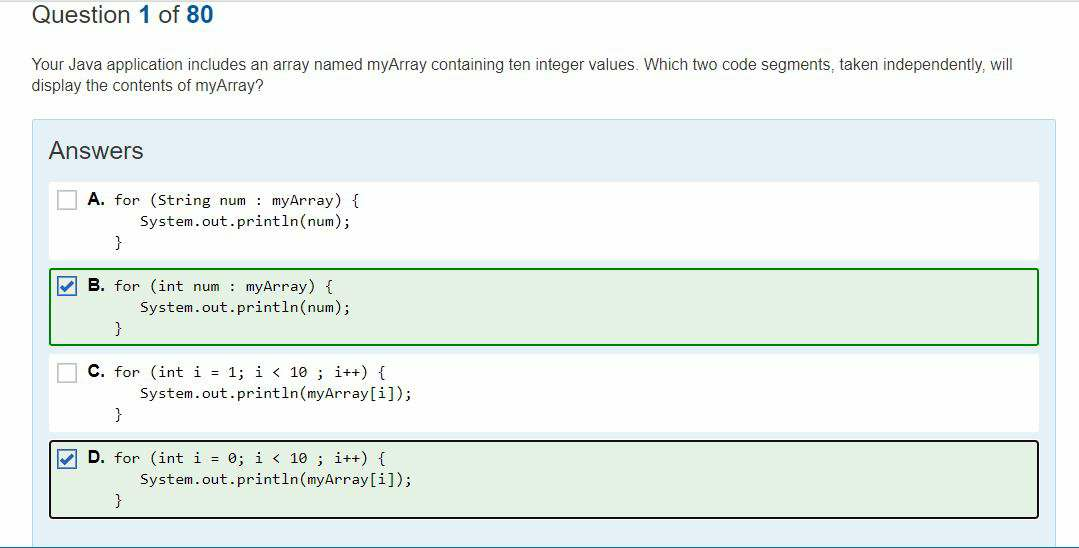 Question 1 of 80
Your Java application includes an array named myArray containing ten integer values. Which two code segments, taken independently, will
display the contents of myArray?
Answers
A. for (String num : myArray) {
System.out.println(num);
}
B. for (int num : myArray) {
System.out.println(num);
}
C. for (int i = 1; i < 10 ; i++) {
System.out.println(myArray[i]);
}
D. for (int i = 0; i < 10 ; i++) {
System.out.println(myArray[i]);
}